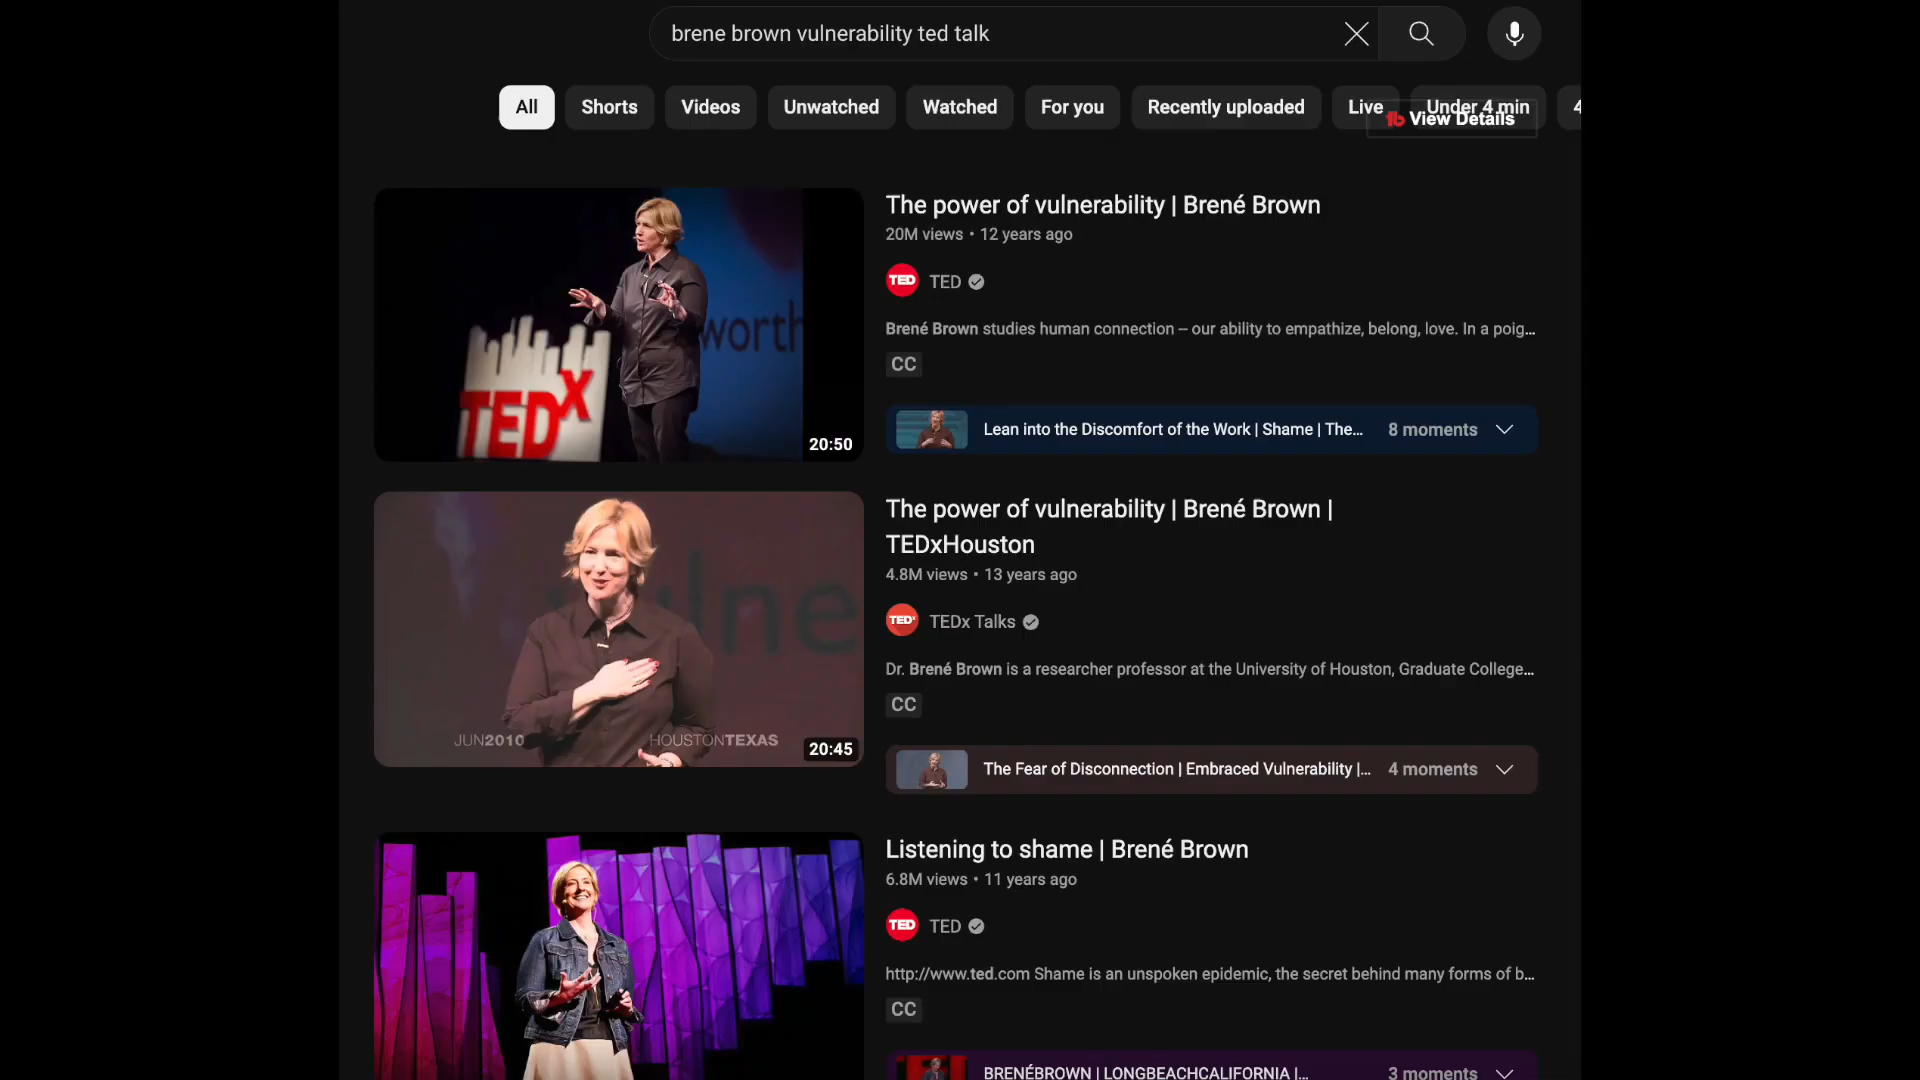 brene brown vulnerability ted talk
All Shorts Videos Unwatched Watched For you Recently uploaded Live Under 4 min 4
View Details
worth
TEDx
20:50
The power of vulnerability | Brené Brown
20M views • 12 years ago
TED TED
Brené Brown studies human connection -- our ability to empathize, belong, love. In a poig...
CC
Lean into the Discomfort of the Work | Shame | The... 8 moments
vulne
JUN2010 HOUSTONTEXAS
20:45
The power of vulnerability | Brené Brown |
TEDxHouston
4.8M views • 13 years ago
TEDx TEDx Talks
Dr. Brené Brown is a researcher professor at the University of Houston, Graduate College...
CC
The Fear of Disconnection | Embraced Vulnerability |... 4 moments
Listening to shame | Brené Brown
6.8M views • 11 years ago
TED TED
http://www.ted.com Shame is an unspoken epidemic, the secret behind many forms of b...
CC
BRENÉBROWN | LONGBEACHCALIFORNIA |... 3 moments